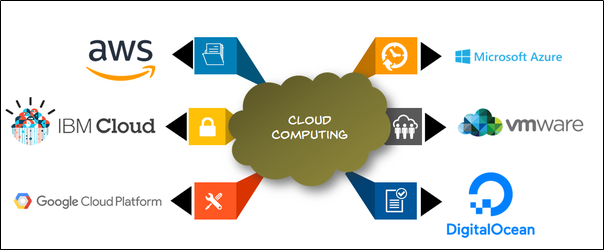 aws
Microsoft Azure
CLOUD
COMPUTING
IBM Cloud
vmware
Google Cloud Platform
DigitalOcean